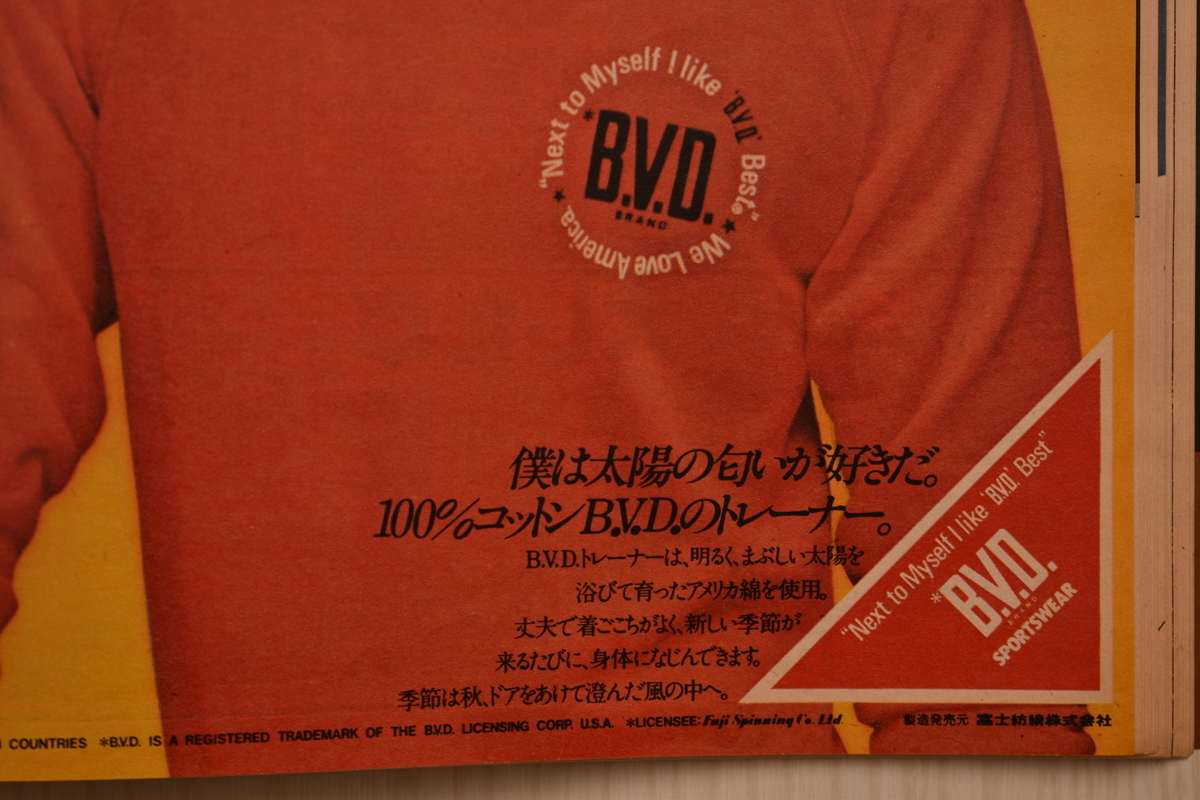 "Next to Myself I like 'B.V.D.' Best."
*B.V.D.
BRAND
★ We Love America. ★
僕は太陽の匂いが好きだ。
100%コットンB.V.D.のトレーナー。
B.V.D.トレーナーは、明るく、まぶしい太陽を
浴びて育ったアメリカ綿を使用。
丈夫で着ごこちがよく、新しい季節が
来るたびに、身体になじんできます。
季節は秋、ドアをあけて澄んだ風の中へ。
"Next to Myself I like 'B.V.D.' Best"
*B.V.D.
BRAND
SPORTSWEAR
COUNTRIES *B.V.D. IS A REGISTERED TRADEMARK OF THE B.V.D. LICENSING CORP. U.S.A. *LICENSEE: Fuji Spinning Co. Ltd.
製造発売元 富士紡績株式会社